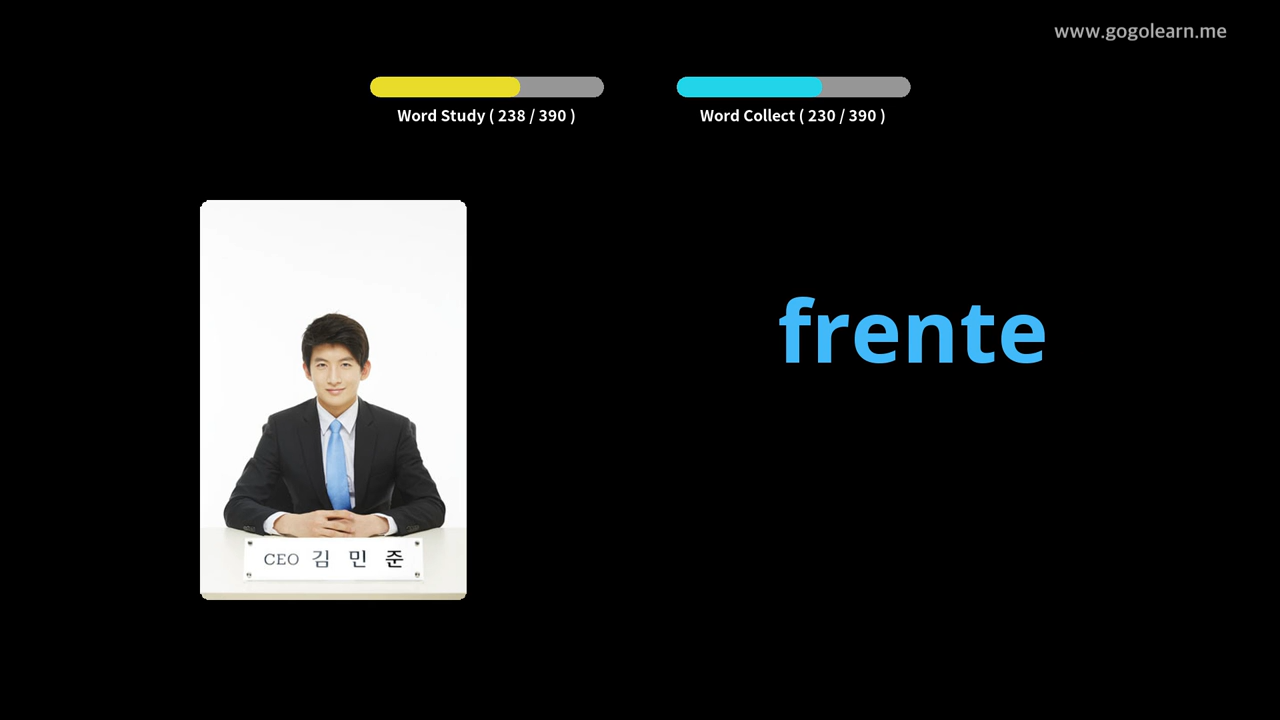 www.gogolearn.me
Word Study ( 238 / 390 )
Word Collect ( 230 / 390 )
frente
CEO 김 민 준